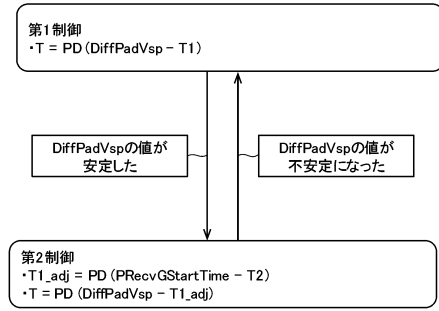 第1制御
・T = PD(DiffPadVsp − T1)
DiffPadVspの値が
安定した
DiffPadVspの値が
不安定になった
第2制御
・T1_adj = PD(PRecvGStartTime − T2)
・T = PD(DiffPadVsp − T1_adj)